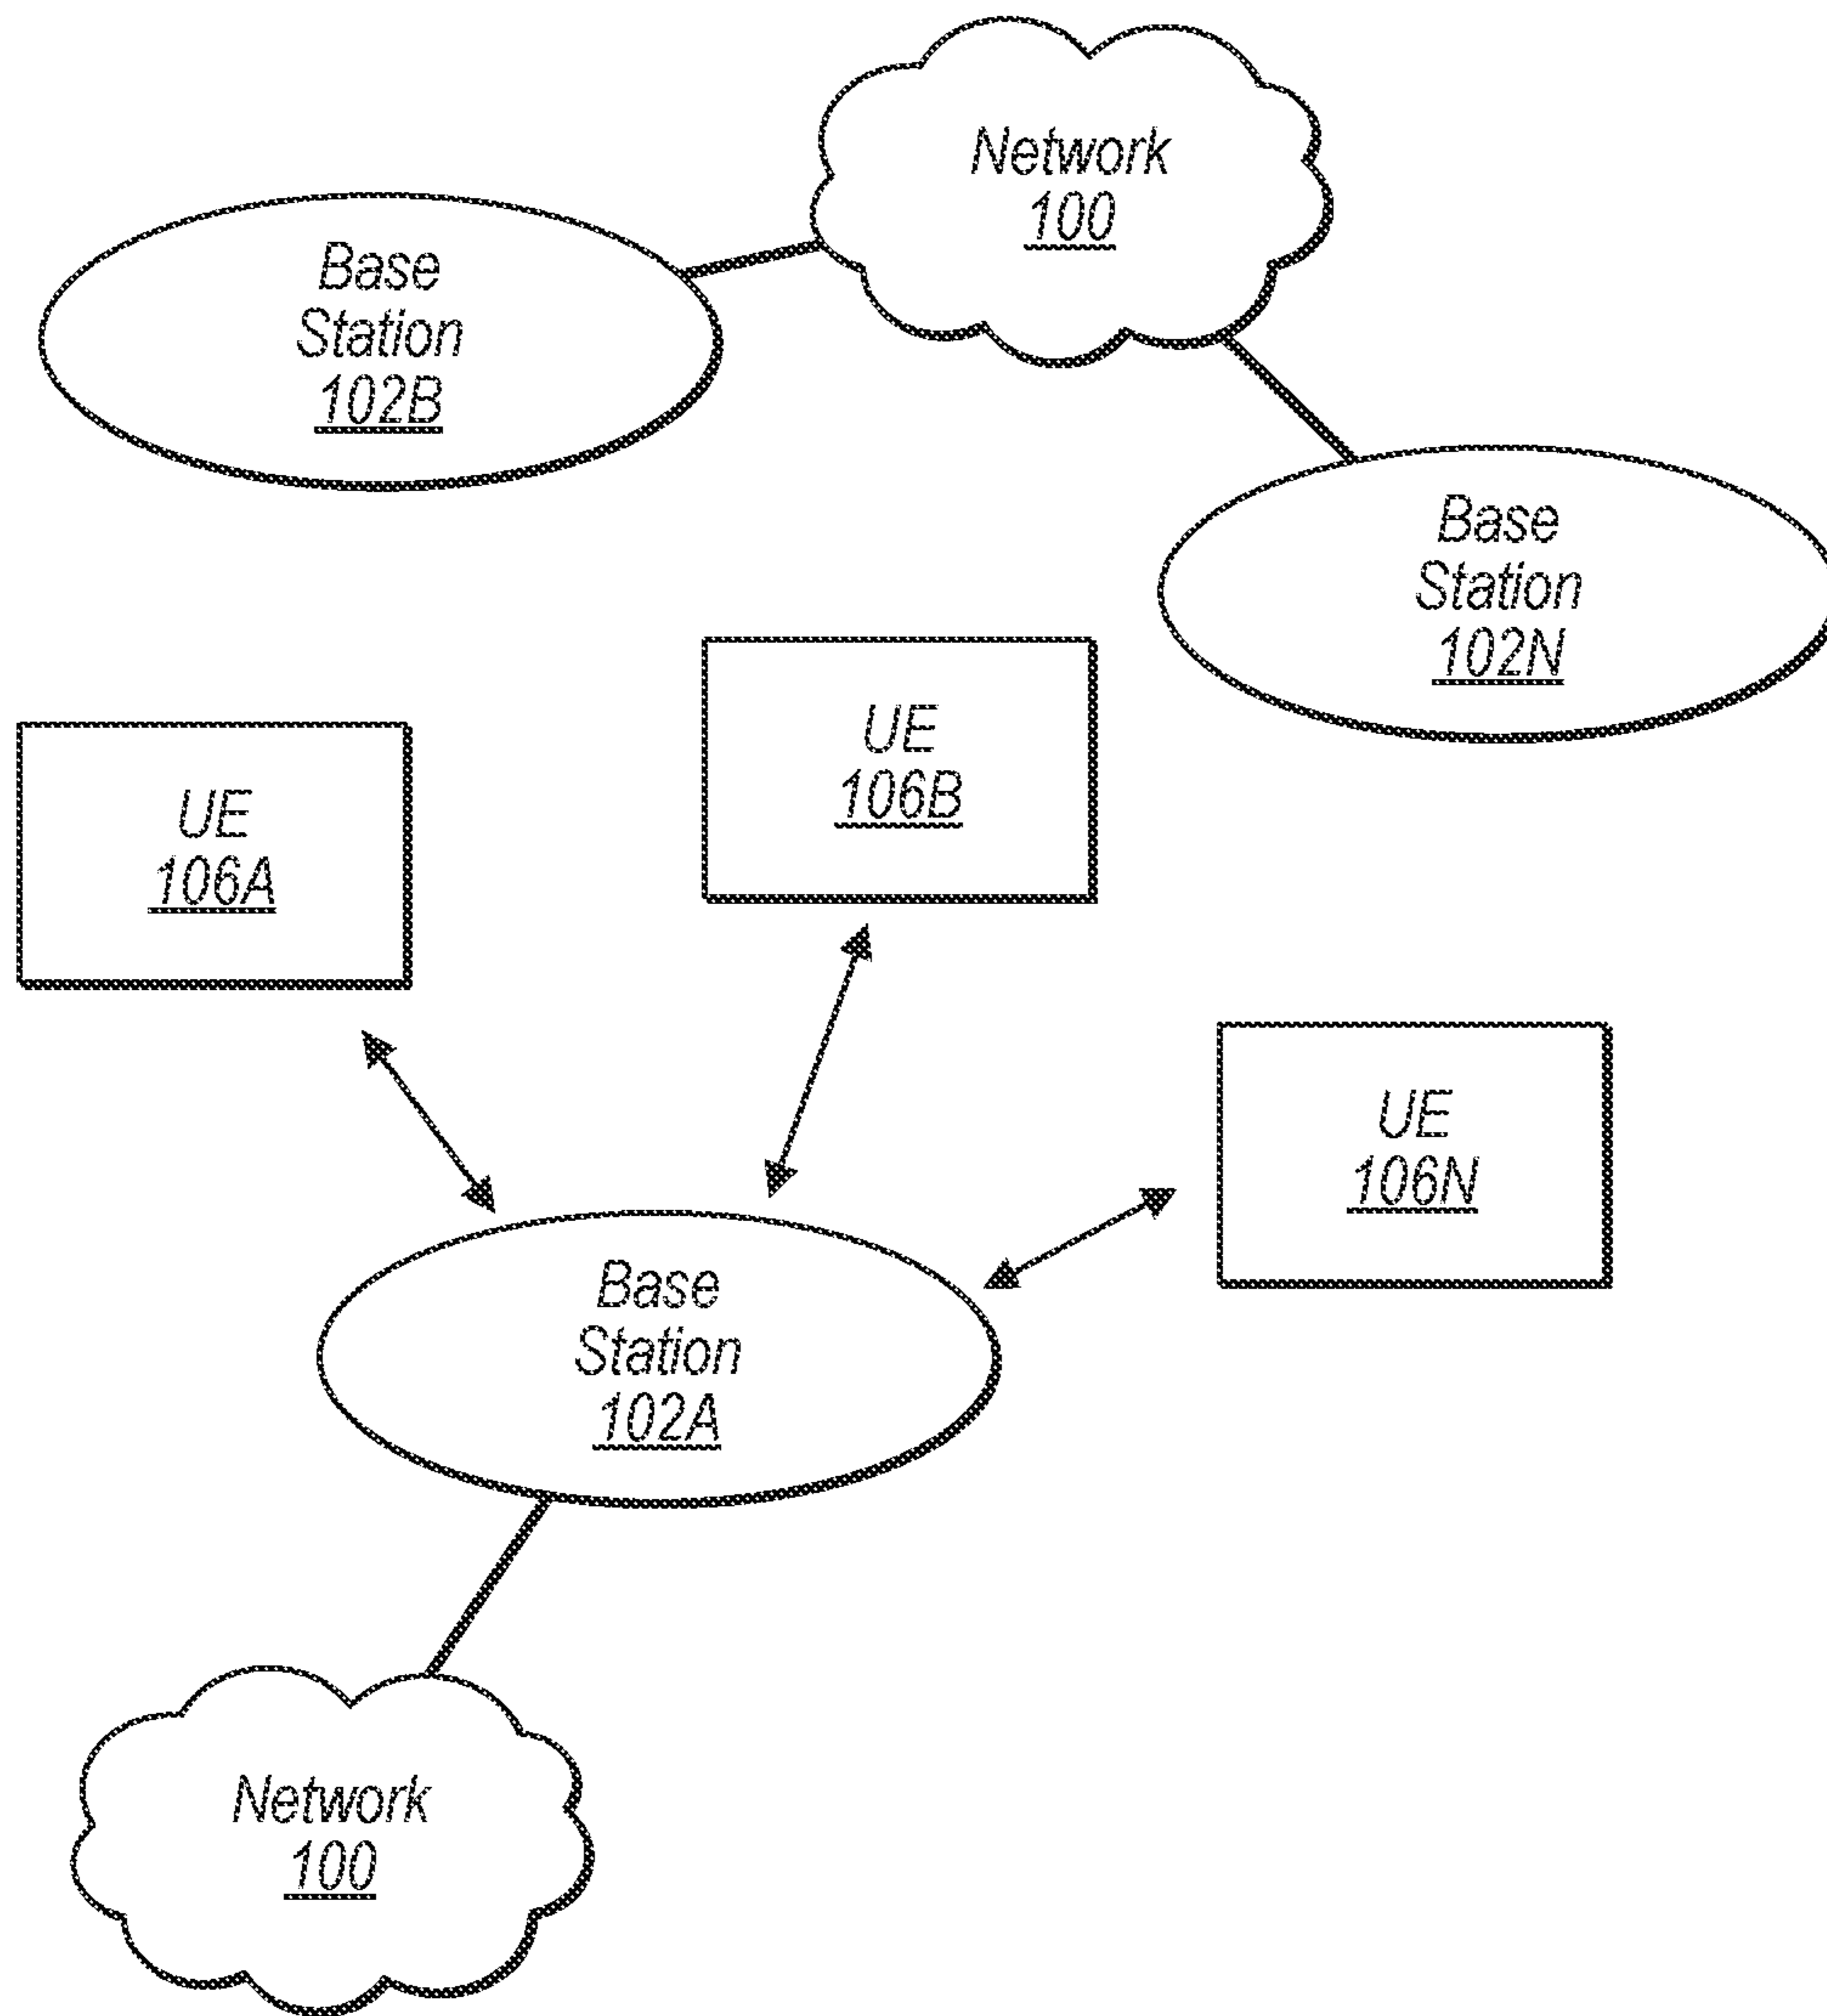 Network
100
Base
Station
102B
Base
Station
102N
UE
106B
UE
106A
UE
106N
Base
Station
102A
Network
100